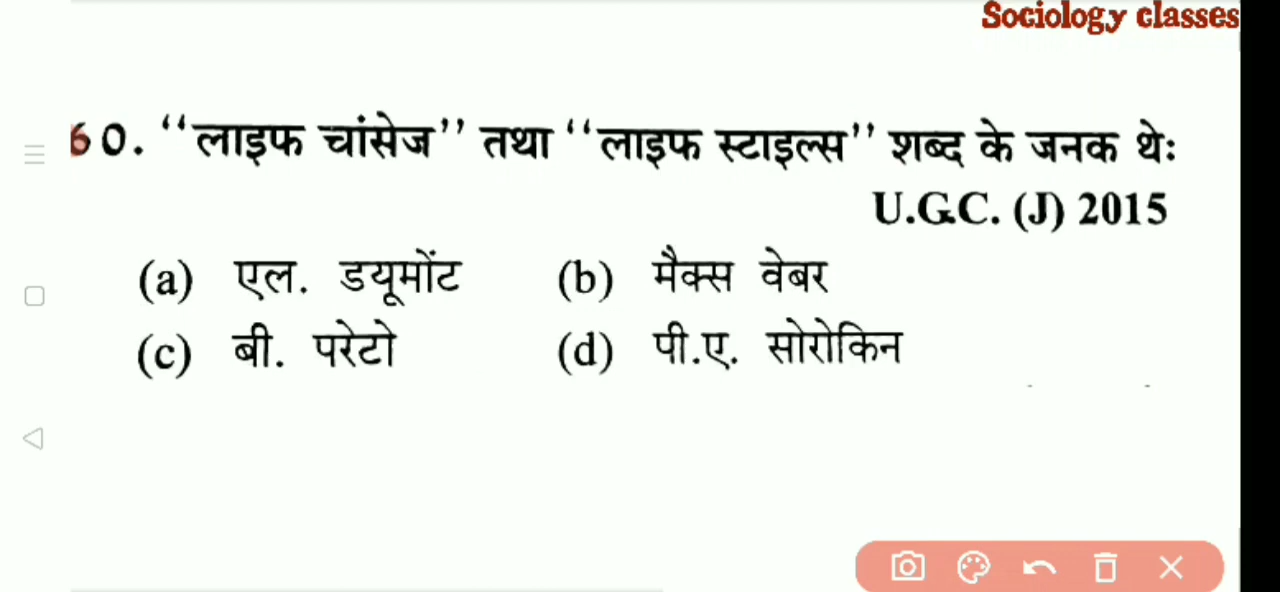 Sociology classes
60. ‘‘लाइफ चांसेज’’ तथा ‘‘लाइफ स्टाइल्स’’ शब्द के जनक थेः
U.G.C. (J) 2015
(a) एल. डयूमोंट (b) मैक्स वेबर
(c) बी. परेटो (d) पी.ए. सोरोकिन